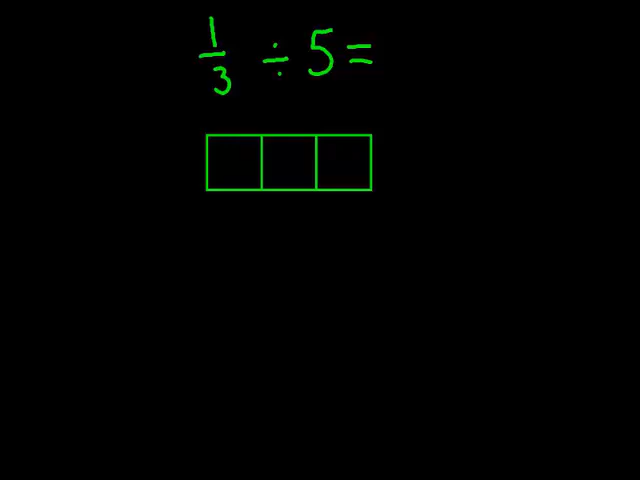 1/3 ÷ 5 =